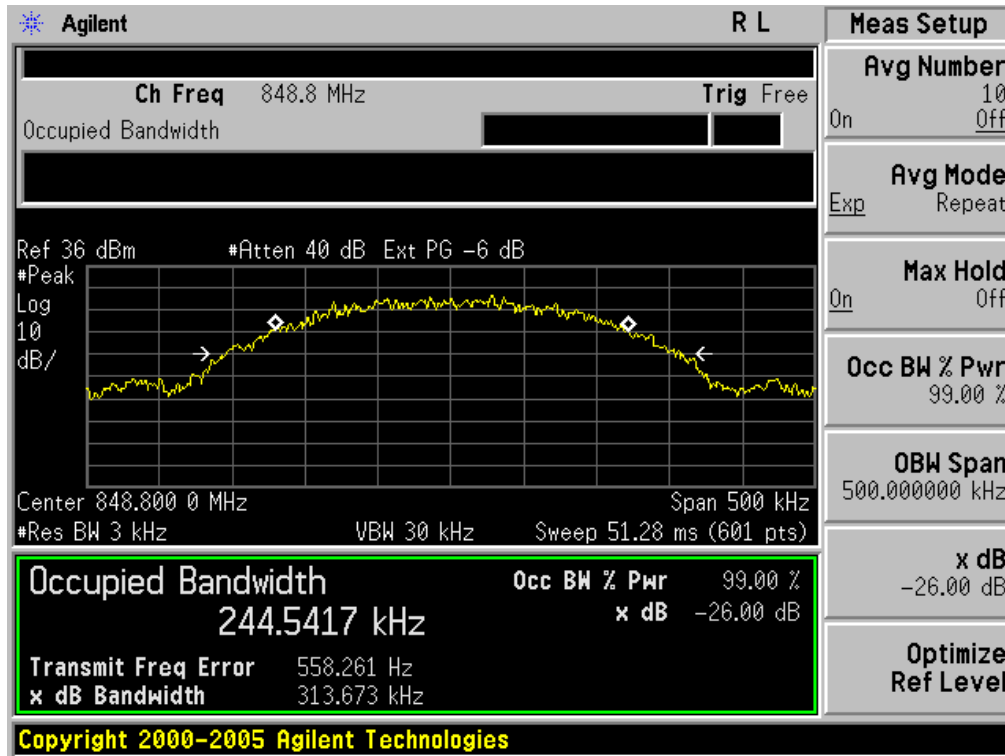 Agilent R L
Ch Freq 848.8 MHz Trig Free
Occupied Bandwidth
Ref 36 dBm #Atten 40 dB Ext PG -6 dB
#Peak
Log
10
dB/
Center 848.800 0 MHz Span 500 kHz
#Res BW 3 kHz VBW 30 kHz Sweep 51.28 ms (601 pts)
Occupied Bandwidth Occ BW % Pwr 99.00 %
244.5417 kHz x dB -26.00 dB
Transmit Freq Error 558.261 Hz
x dB Bandwidth 313.673 kHz
Copyright 2000-2005 Agilent Technologies
Meas Setup
Avg Number
10
On Off
Avg Mode
Exp Repeat
Max Hold
On Off
Occ BW % Pwr
99.00 %
OBW Span
500.000000 kHz
x dB
-26.00 dB
Optimize
Ref Level